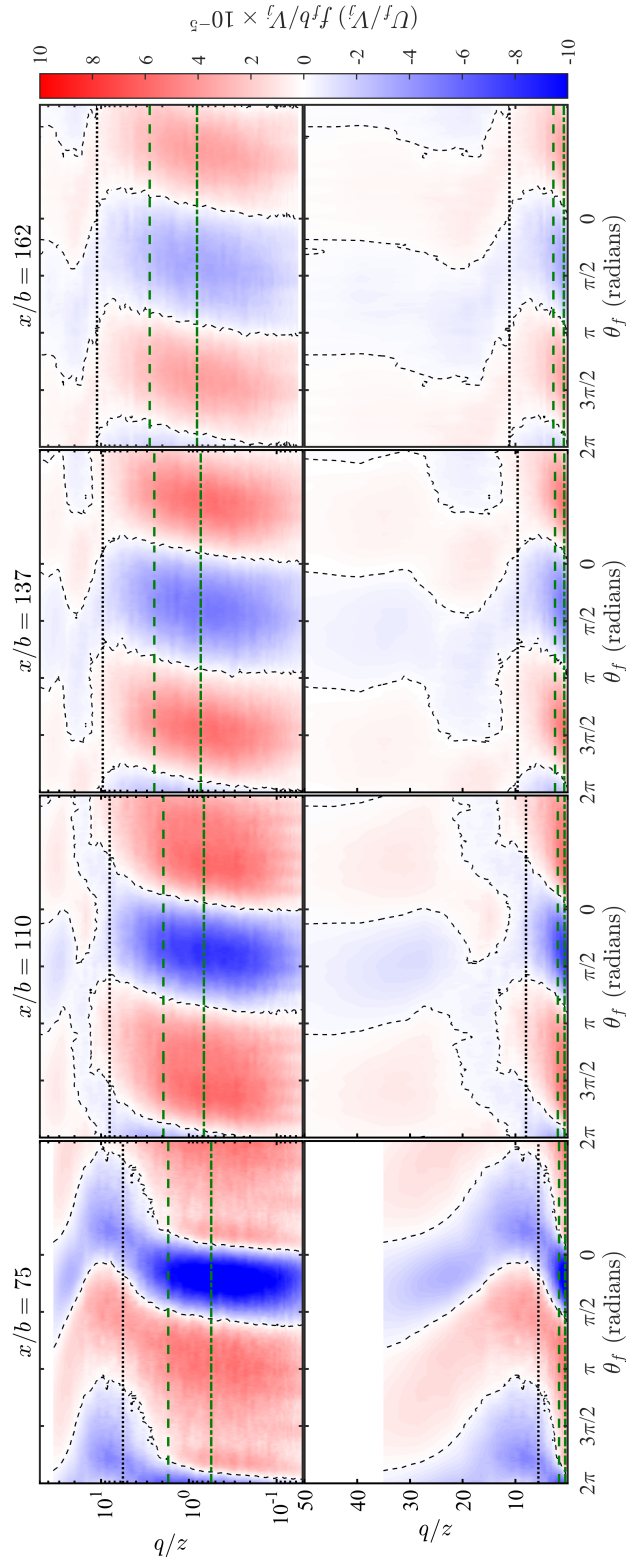 x/b = 75
x/b = 110
x/b = 137
x/b = 162
z/b
10¹
10⁰
10⁻¹
z/b
50
40
30
20
10
2π 3π/2 π π/2 0
2π 3π/2 π π/2 0
2π 3π/2 π π/2 0
2π 3π/2 π π/2 0
θ_f (radians)
θ_f (radians)
θ_f (radians)
θ_f (radians)
10
8
6
4
2
0
-2
-4
-6
-8
-10
(U_f/V_j) f_f b/V_j × 10⁻⁵